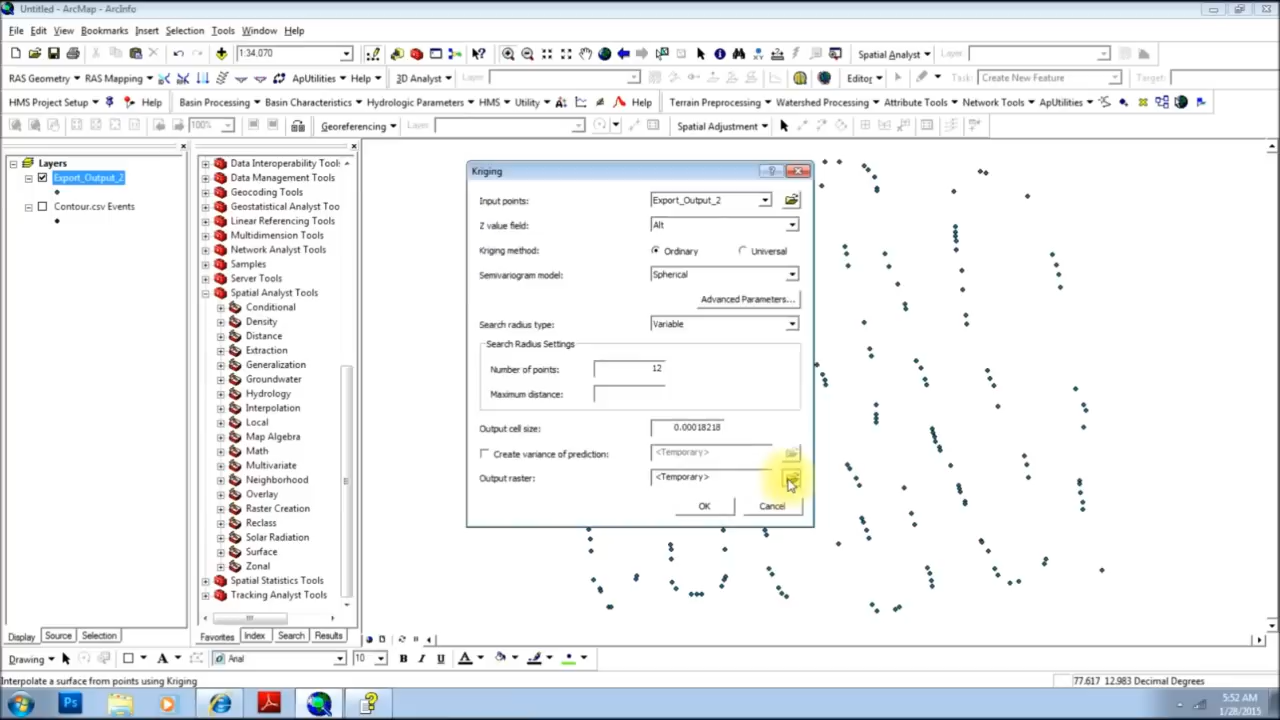 Untitled - ArcMap - ArcInfo
File Edit View Bookmarks Insert Selection Tools Window Help
1:34,070 Spatial Analyst Layer:
RAS Geometry RAS Mapping ApUtilities Help 3D Analyst Layer: Editor Task: Create New Feature Target:
HMS Project Setup Help Basin Processing Basin Characteristics Hydrologic Parameters HMS Utility Help Terrain Preprocessing Watershed Processing Attribute Tools Network Tools ApUtilities
100% Georeferencing Layer: Spatial Adjustment
Layers
Export_Output_2
Contour.csv Events
Data Interoperability Tools
Data Management Tools
Geocoding Tools
Geostatistical Analyst Too
Linear Referencing Tools
Multidimension Tools
Network Analyst Tools
Samples
Server Tools
Spatial Analyst Tools
Conditional
Density
Distance
Extraction
Generalization
Groundwater
Hydrology
Interpolation
Local
Map Algebra
Math
Multivariate
Neighborhood
Overlay
Raster Creation
Reclass
Solar Radiation
Surface
Zonal
Spatial Statistics Tools
Tracking Analyst Tools
Kriging
Input points: Export_Output_2
Z value field: Alt
Kriging method: Ordinary Universal
Semivariogram model: Spherical
Advanced Parameters...
Search radius type: Variable
Search Radius Settings
Number of points: 12
Maximum distance:
Output cell size: 0.00018218
Create variance of prediction: <Temporary>
Output raster: <Temporary>
OK Cancel
Display Source Selection
Favorites Index Search Results
Drawing Arial 10 B I U A
Interpolate a surface from points using Kriging
77.617 12.983 Decimal Degrees
5:52 AM
1/28/2015